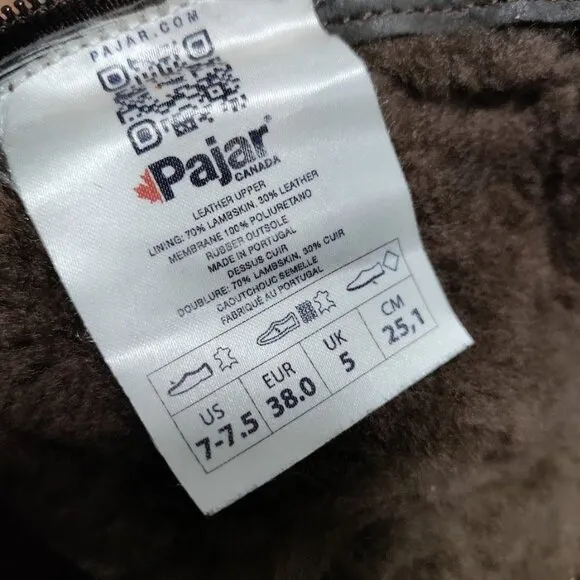 PAJAR.COM
Pajar®
CANADA
LEATHER UPPER
LINING: 70% LAMBSKIN, 30% LEATHER
MEMBRANE 100% POLIURETANO
RUBBER OUTSOLE
MADE IN PORTUGAL
DESSUS CUIR
DOUBLURE: 70% LAMBSKIN, 30% CUIR
CAOUTCHOUC SEMELLE
FABRIQUÉ AU PORTUGAL
US EUR UK CM
7-7.5 38.0 5 25,1